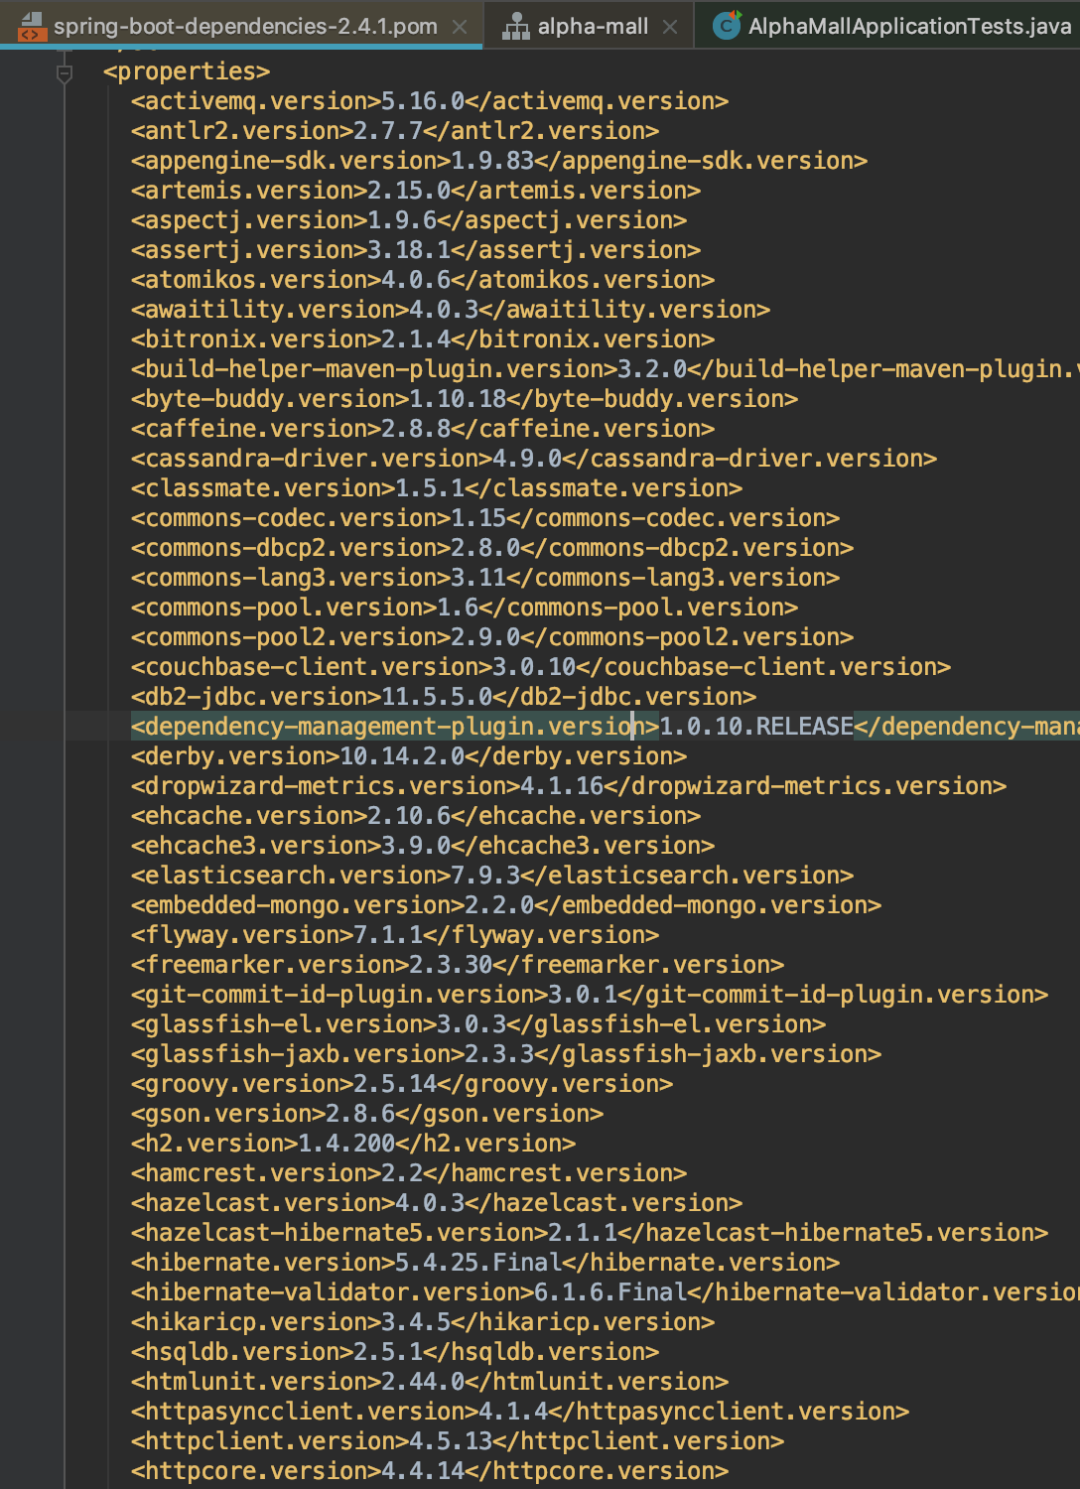 spring-boot-dependencies-2.4.1.pom alpha-mall AlphaMallApplicationTests.java
<properties>
<activemq.version>5.16.0</activemq.version>
<antlr2.version>2.7.7</antlr2.version>
<appengine-sdk.version>1.9.83</appengine-sdk.version>
<artemis.version>2.15.0</artemis.version>
<aspectj.version>1.9.6</aspectj.version>
<assertj.version>3.18.1</assertj.version>
<atomikos.version>4.0.6</atomikos.version>
<awaitility.version>4.0.3</awaitility.version>
<bitronix.version>2.1.4</bitronix.version>
<build-helper-maven-plugin.version>3.2.0</build-helper-maven-plugin.
<byte-buddy.version>1.10.18</byte-buddy.version>
<caffeine.version>2.8.8</caffeine.version>
<cassandra-driver.version>4.9.0</cassandra-driver.version>
<classmate.version>1.5.1</classmate.version>
<commons-codec.version>1.15</commons-codec.version>
<commons-dbcp2.version>2.8.0</commons-dbcp2.version>
<commons-lang3.version>3.11</commons-lang3.version>
<commons-pool.version>1.6</commons-pool.version>
<commons-pool2.version>2.9.0</commons-pool2.version>
<couchbase-client.version>3.0.10</couchbase-client.version>
<db2-jdbc.version>11.5.5.0</db2-jdbc.version>
<dependency-management-plugin.version>1.0.10.RELEASE</dependency-mana
<derby.version>10.14.2.0</derby.version>
<dropwizard-metrics.version>4.1.16</dropwizard-metrics.version>
<ehcache.version>2.10.6</ehcache.version>
<ehcache3.version>3.9.0</ehcache3.version>
<elasticsearch.version>7.9.3</elasticsearch.version>
<embedded-mongo.version>2.2.0</embedded-mongo.version>
<flyway.version>7.1.1</flyway.version>
<freemarker.version>2.3.30</freemarker.version>
<git-commit-id-plugin.version>3.0.1</git-commit-id-plugin.version>
<glassfish-el.version>3.0.3</glassfish-el.version>
<glassfish-jaxb.version>2.3.3</glassfish-jaxb.version>
<groovy.version>2.5.14</groovy.version>
<gson.version>2.8.6</gson.version>
<h2.version>1.4.200</h2.version>
<hamcrest.version>2.2</hamcrest.version>
<hazelcast.version>4.0.3</hazelcast.version>
<hazelcast-hibernate5.version>2.1.1</hazelcast-hibernate5.version>
<hibernate.version>5.4.25.Final</hibernate.version>
<hibernate-validator.version>6.1.6.Final</hibernate-validator.version
<hikaricp.version>3.4.5</hikaricp.version>
<hsqldb.version>2.5.1</hsqldb.version>
<htmlunit.version>2.44.0</htmlunit.version>
<httpasyncclient.version>4.1.4</httpasyncclient.version>
<httpclient.version>4.5.13</httpclient.version>
<httpcore.version>4.4.14</httpcore.version>